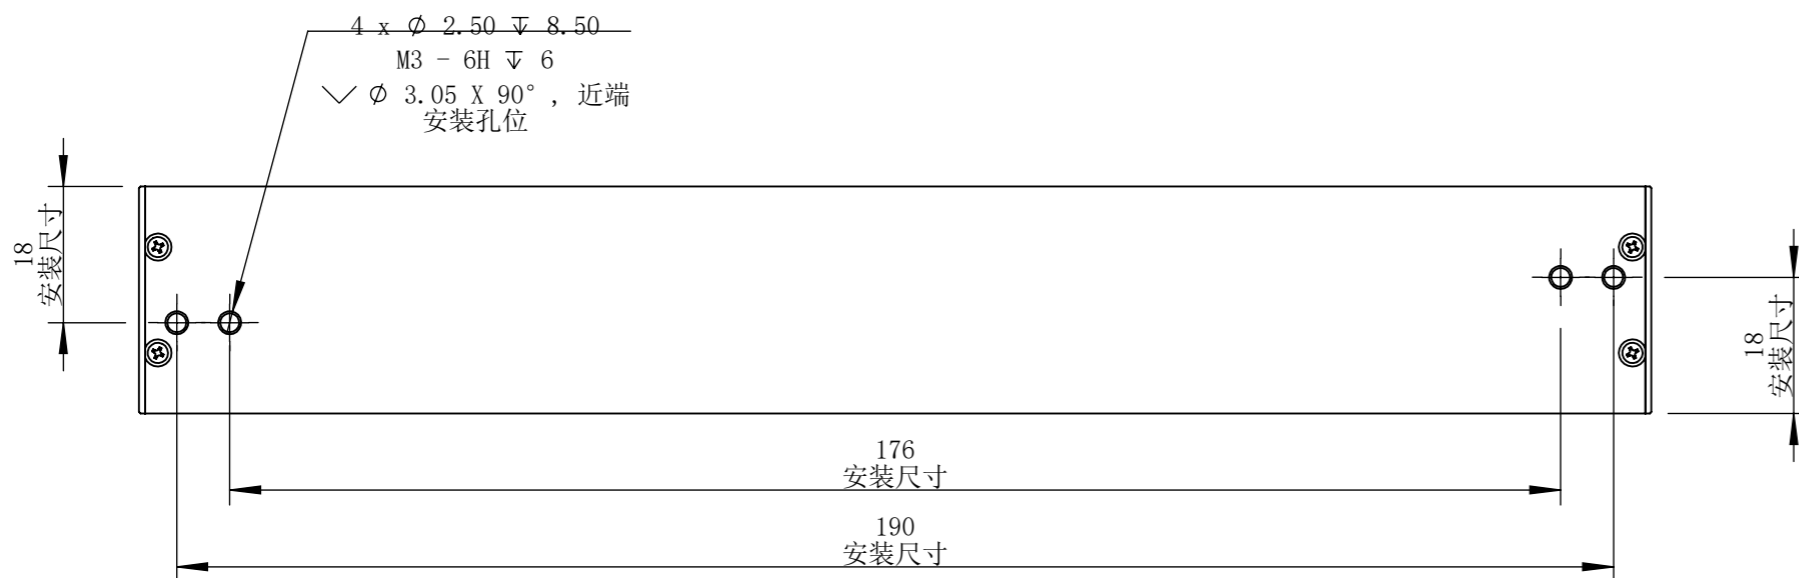 4 x ⌀ 2.50 ↧ 8.50
M3 - 6H ↧ 6
⌵ ⌀ 3.05 X 90°, 近端
安装孔位
18
安装尺寸
18
安装尺寸
176
安装尺寸
190
安装尺寸